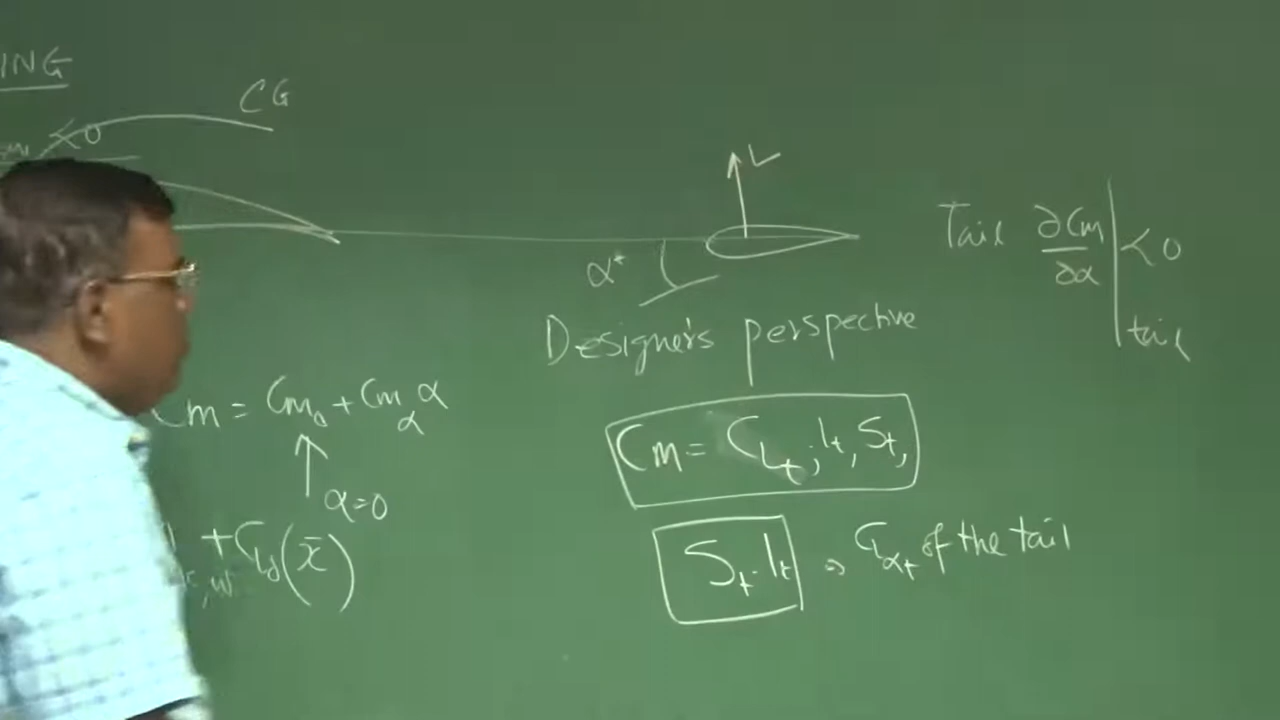 ING
CG
<0
L
α*
Tail ∂Cm/∂α | <0
tail
Designer's perspective
Cm = Cm₀ + Cmα α
α=0
Cm = CLt, lt, St,
+ CL₀(x̄)
St·lt ⇒ CLαt of the tail